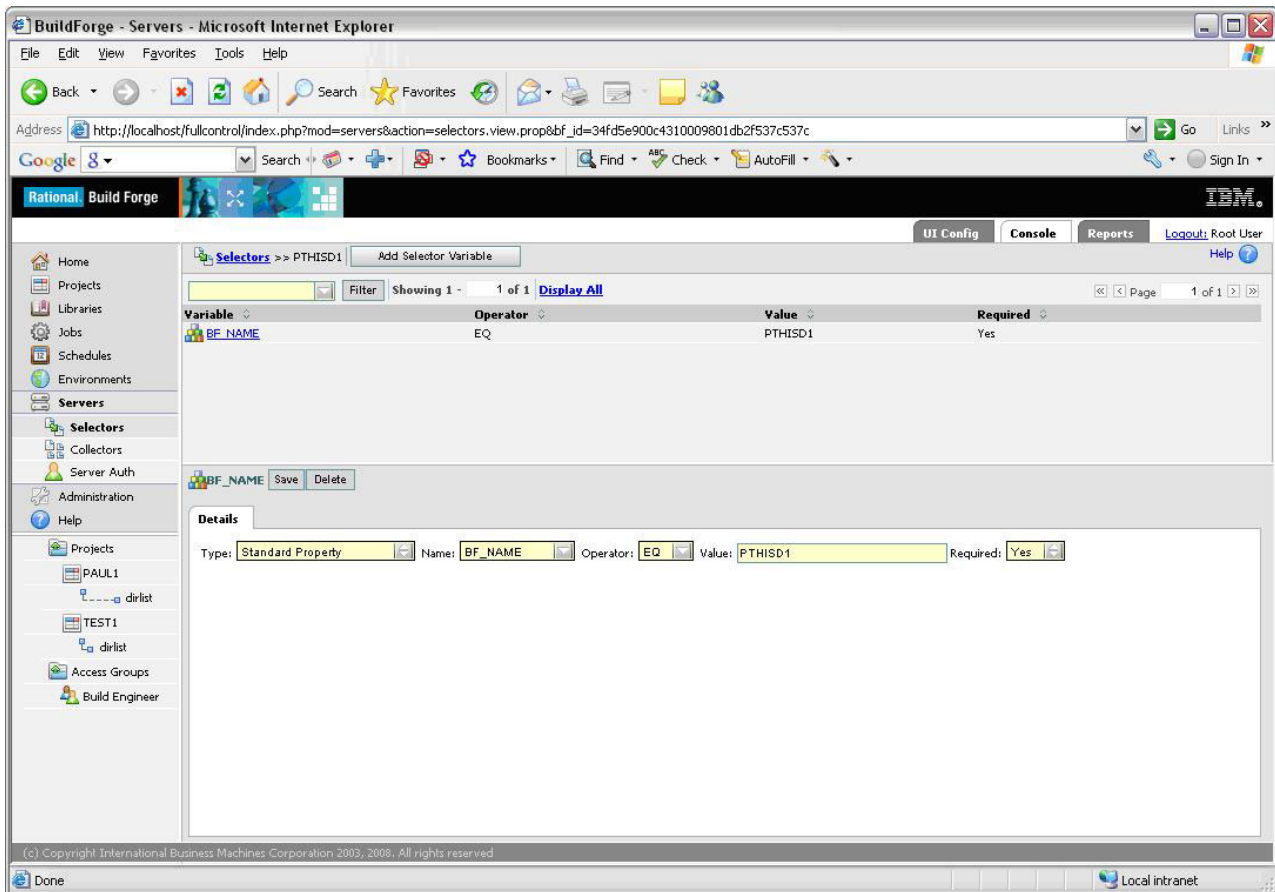 BuildForge - Servers - Microsoft Internet Explorer
File Edit View Favorites Tools Help
Back Search Favorites
Address http://localhost/fullcontrol/index.php?mod=servers&action=selectors.view.prop&bf_id=34fd5e900c4310009801db2f537c537c Go Links »
Google Search Bookmarks Find ABC Check AutoFill Sign In
Rational. Build Forge IBM.
UI Config Console Reports Logout: Root User
Selectors >> PTHISD1 Add Selector Variable Help
Filter Showing 1 - 1 of 1 Display All Page 1 of 1
Variable Operator Value Required
BF_NAME EQ PTHISD1 Yes
Home
Projects
Libraries
Jobs
12 Schedules
Environments
Servers
Selectors
Collectors
Server Auth
Administration
Help
Projects
PAUL1
dirlist
TEST1
dirlist
Access Groups
Build Engineer
BF_NAME Save Delete
Details
Type: Standard Property Name: BF_NAME Operator: EQ Value: PTHISD1 Required: Yes
(c) Copyright International Business Machines Corporation 2003, 2008. All rights reserved
Done Local intranet